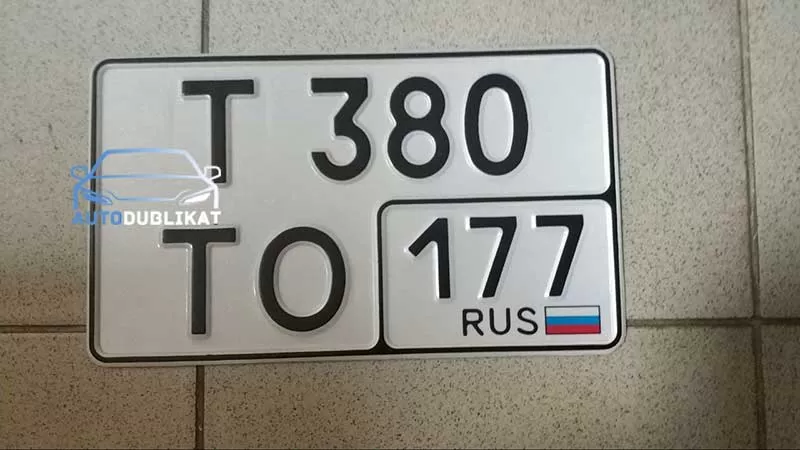 Т 380
AUTODUBLIKAT
ТО 177
RUS